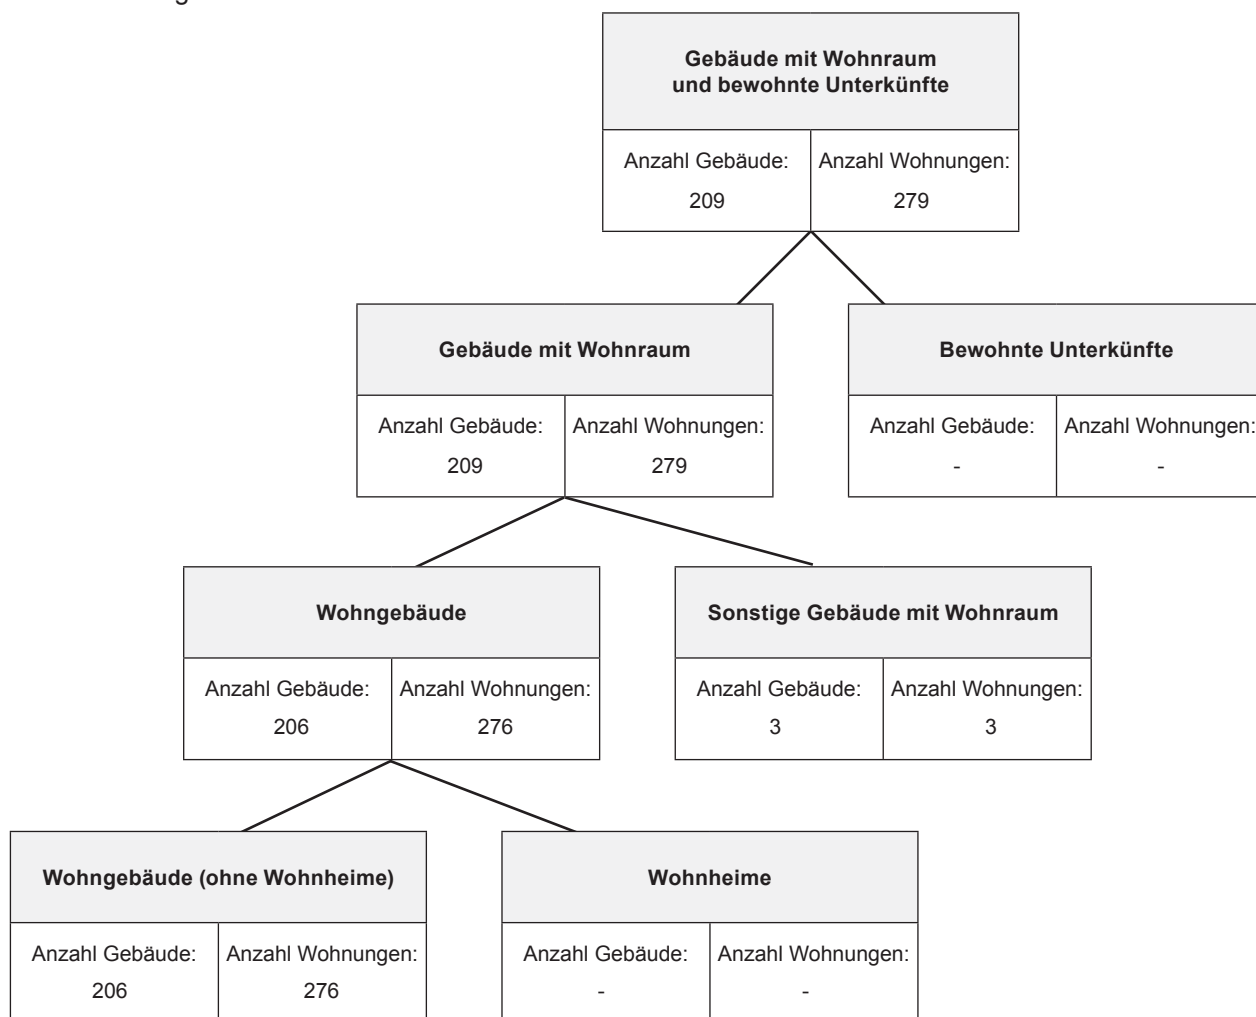 Gebäude mit Wohnraum
und bewohnte Unterkünfte
Anzahl Gebäude: Anzahl Wohnungen:
209 279
Gebäude mit Wohnraum
Bewohnte Unterkünfte
Anzahl Gebäude: Anzahl Wohnungen:
209 279
Anzahl Gebäude: Anzahl Wohnungen:
- -
Wohngebäude
Sonstige Gebäude mit Wohnraum
Anzahl Gebäude: Anzahl Wohnungen:
206 276
Anzahl Gebäude: Anzahl Wohnungen:
3 3
Wohngebäude (ohne Wohnheime)
Wohnheime
Anzahl Gebäude: Anzahl Wohnungen:
206 276
Anzahl Gebäude: Anzahl Wohnungen:
- -